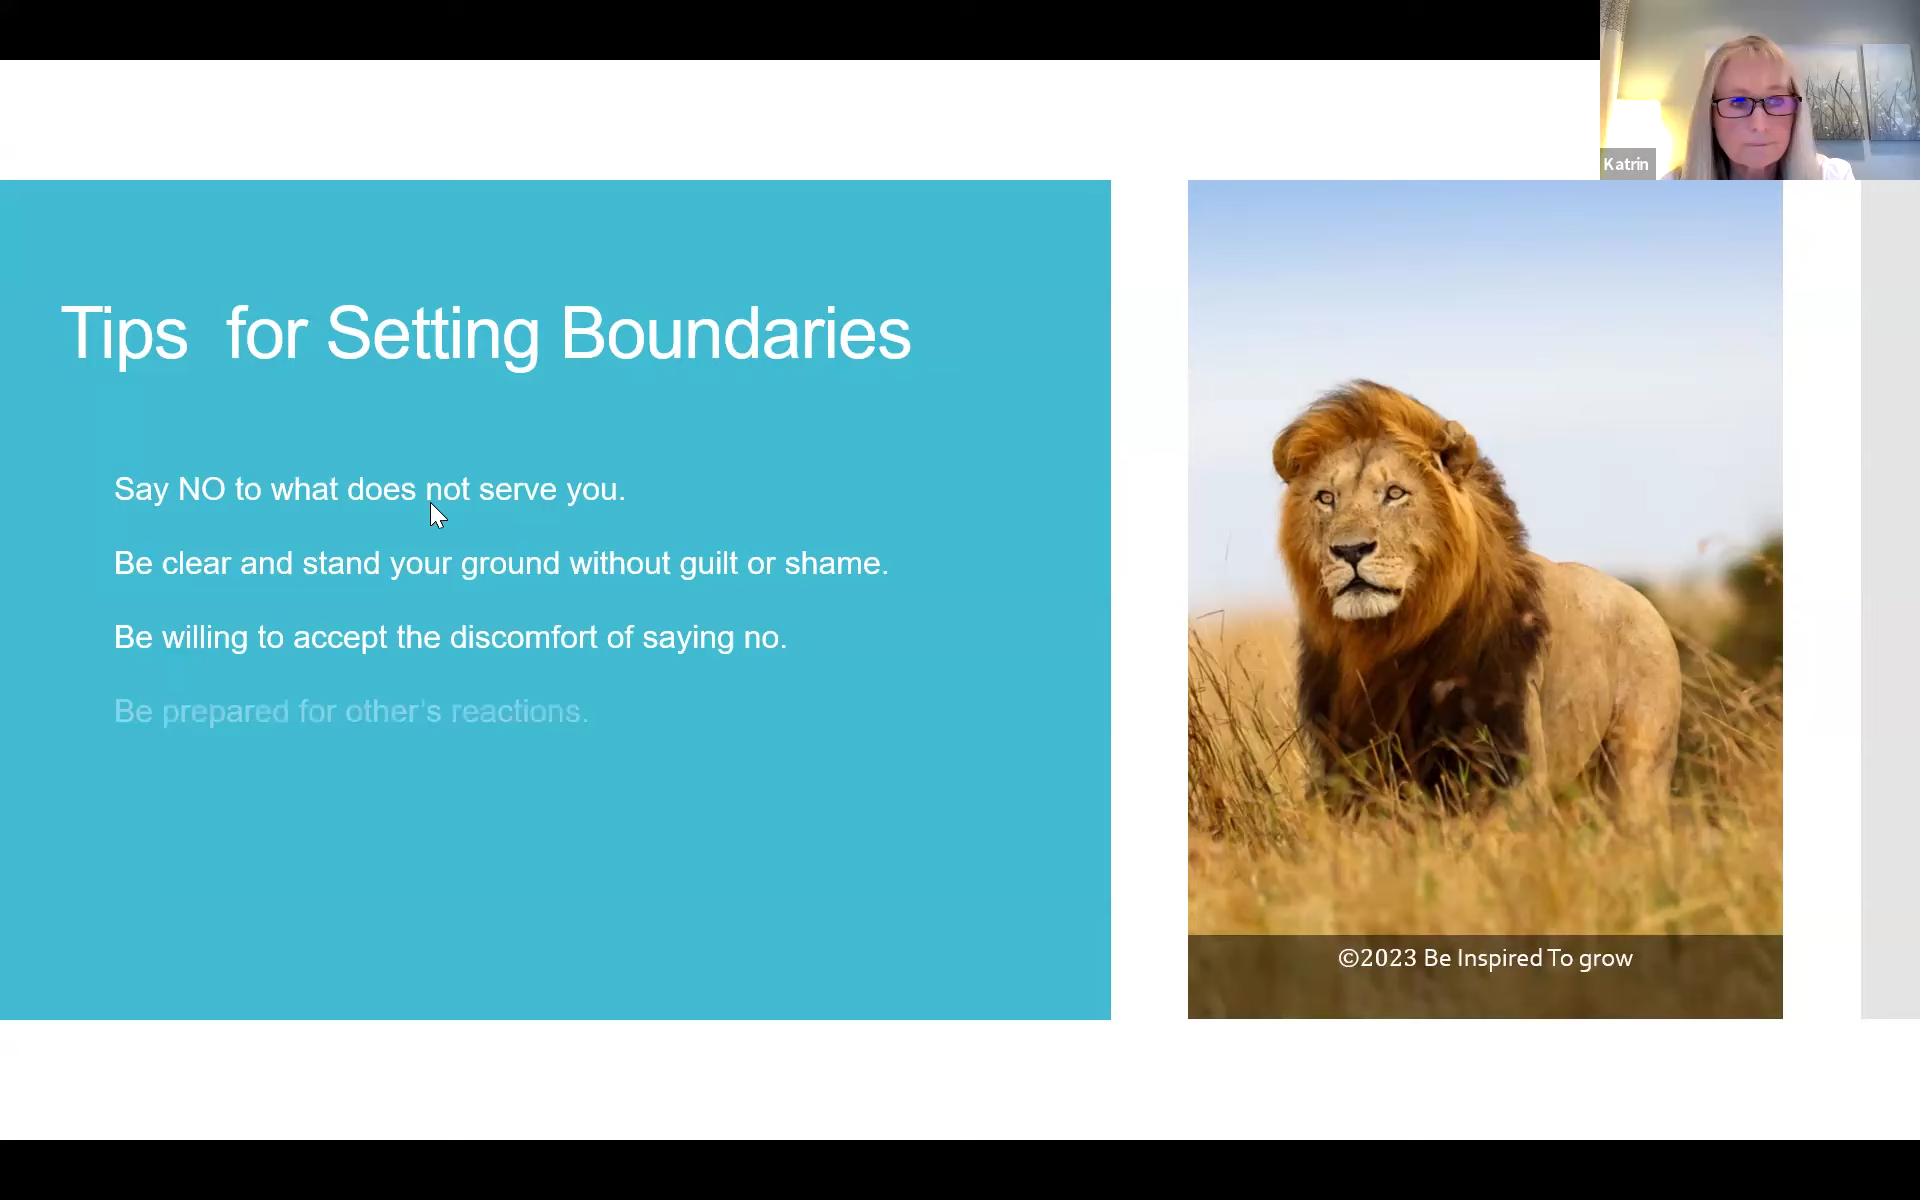 Katrin
Tips for Setting Boundaries
Say NO to what does not serve you.
Be clear and stand your ground without guilt or shame.
Be willing to accept the discomfort of saying no.
Be prepared for other's reactions.
©2023 Be Inspired To grow